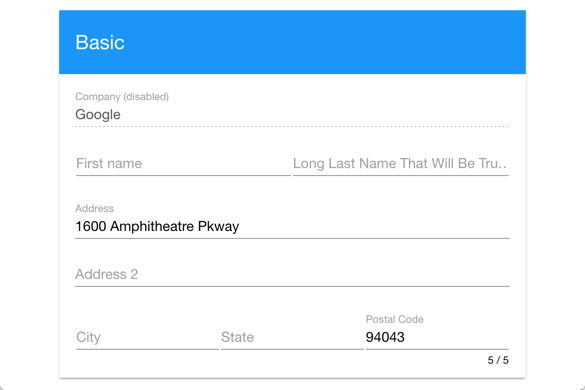 Basic
Company (disabled)
Google
First name
Long Last Name That Will Be Tru..
Address
1600 Amphitheatre Pkway
Address 2
Postal Code
City State 94043
5 / 5